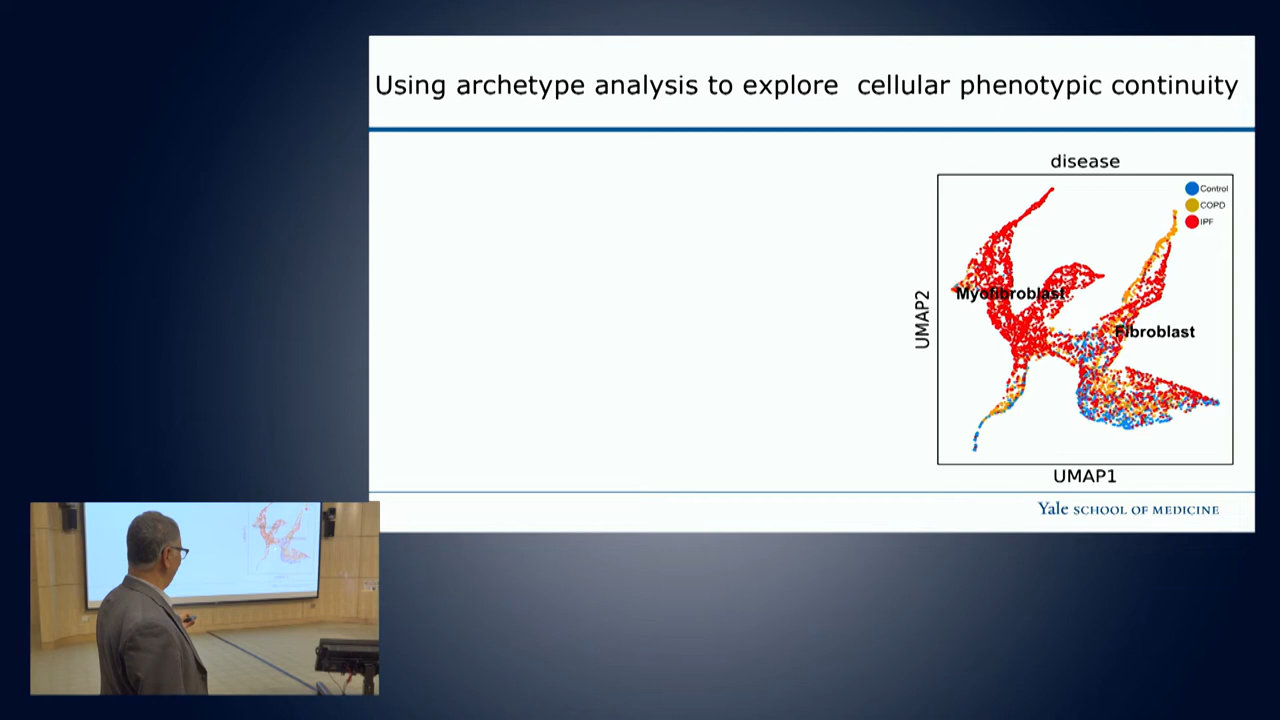 Using archetype analysis to explore  cellular phenotypic continuity
disease
Control
COPD
IPF
Myofibroblast
Fibroblast
UMAP2
UMAP1
Yale SCHOOL OF MEDICINE